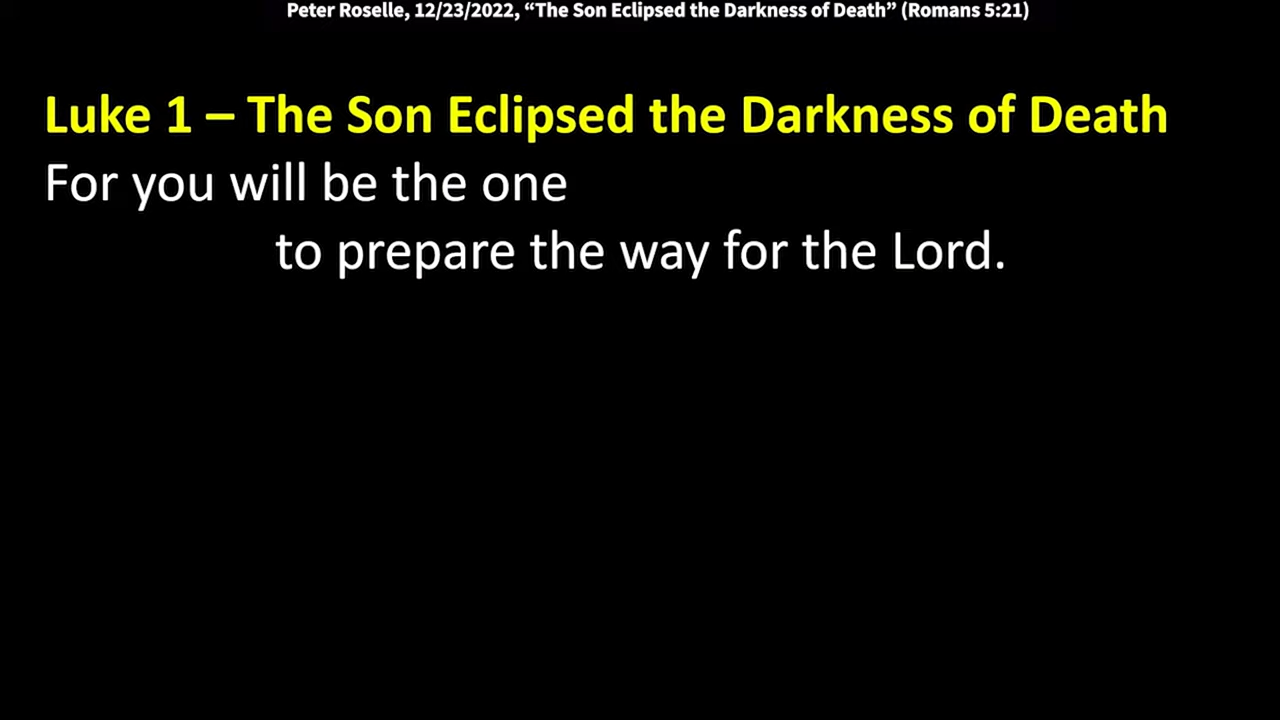 Peter Roselle, 12/23/2022, “The Son Eclipsed the Darkness of Death” (Romans 5:21)
Luke 1 – The Son Eclipsed the Darkness of Death
For you will be the one
to prepare the way for the Lord.